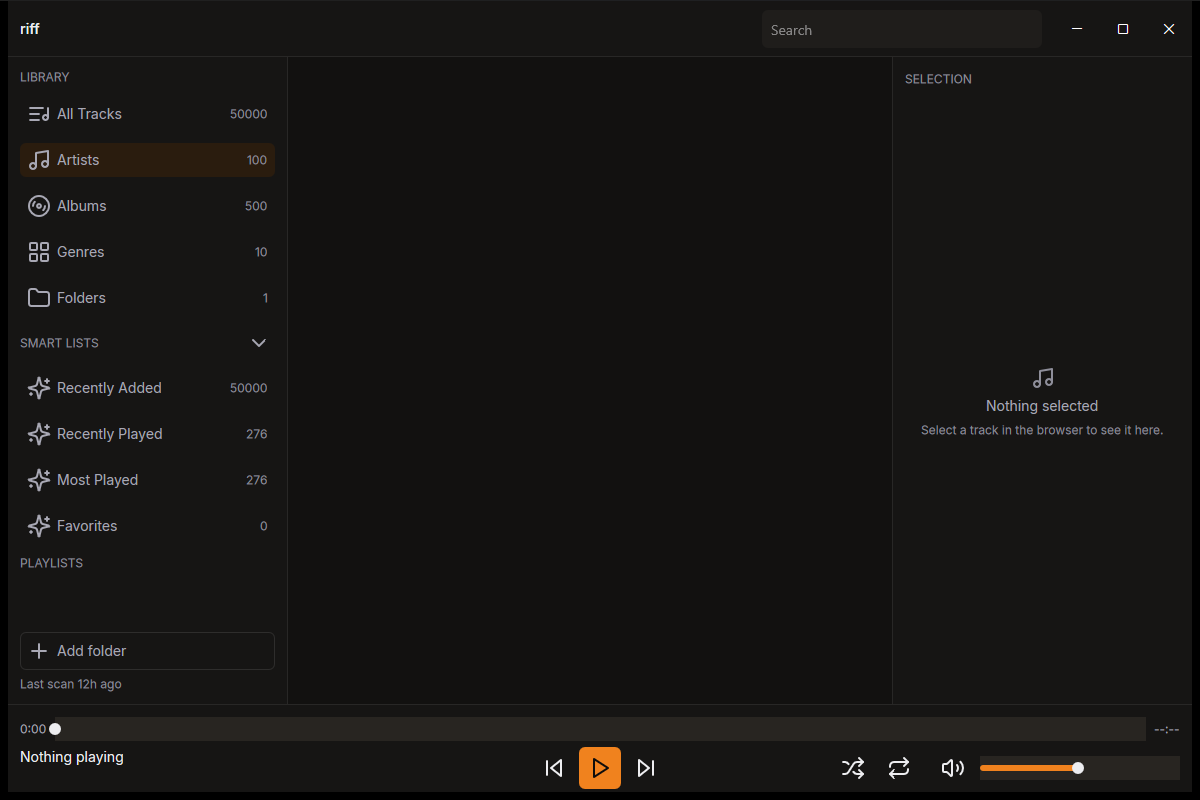 riff
Search
LIBRARY
All Tracks 50000
Artists 100
Albums 500
Genres 10
Folders 1
SMART LISTS
Recently Added 50000
Recently Played 276
Most Played 276
Favorites 0
PLAYLISTS
Add folder
Last scan 12h ago
SELECTION
Nothing selected
Select a track in the browser to see it here.
0:00 --:--
Nothing playing